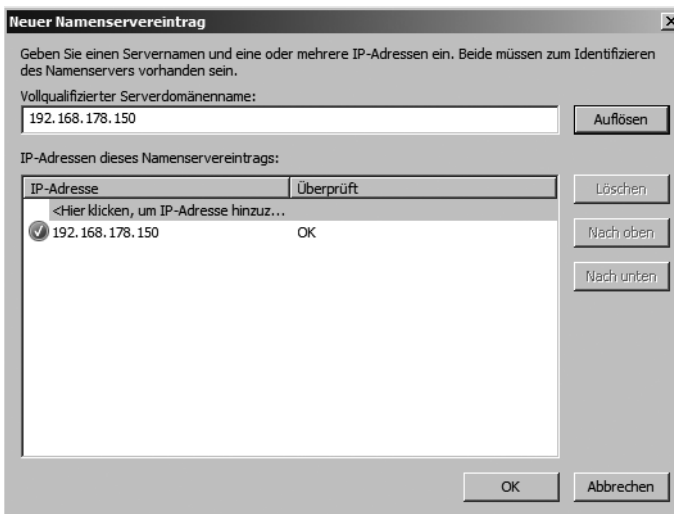 Neuer Namenservereintrag
Geben Sie einen Servernamen und eine oder mehrere IP-Adressen ein. Beide müssen zum Identifizieren
des Namenservers vorhanden sein.
Vollqualifizierter Serverdomänenname:
192.168.178.150
Auflösen
IP-Adressen dieses Namenservereintrags:
IP-Adresse Überprüft
<Hier klicken, um IP-Adresse hinzuz...
192.168.178.150 OK
Löschen
Nach oben
Nach unten
OK
Abbrechen